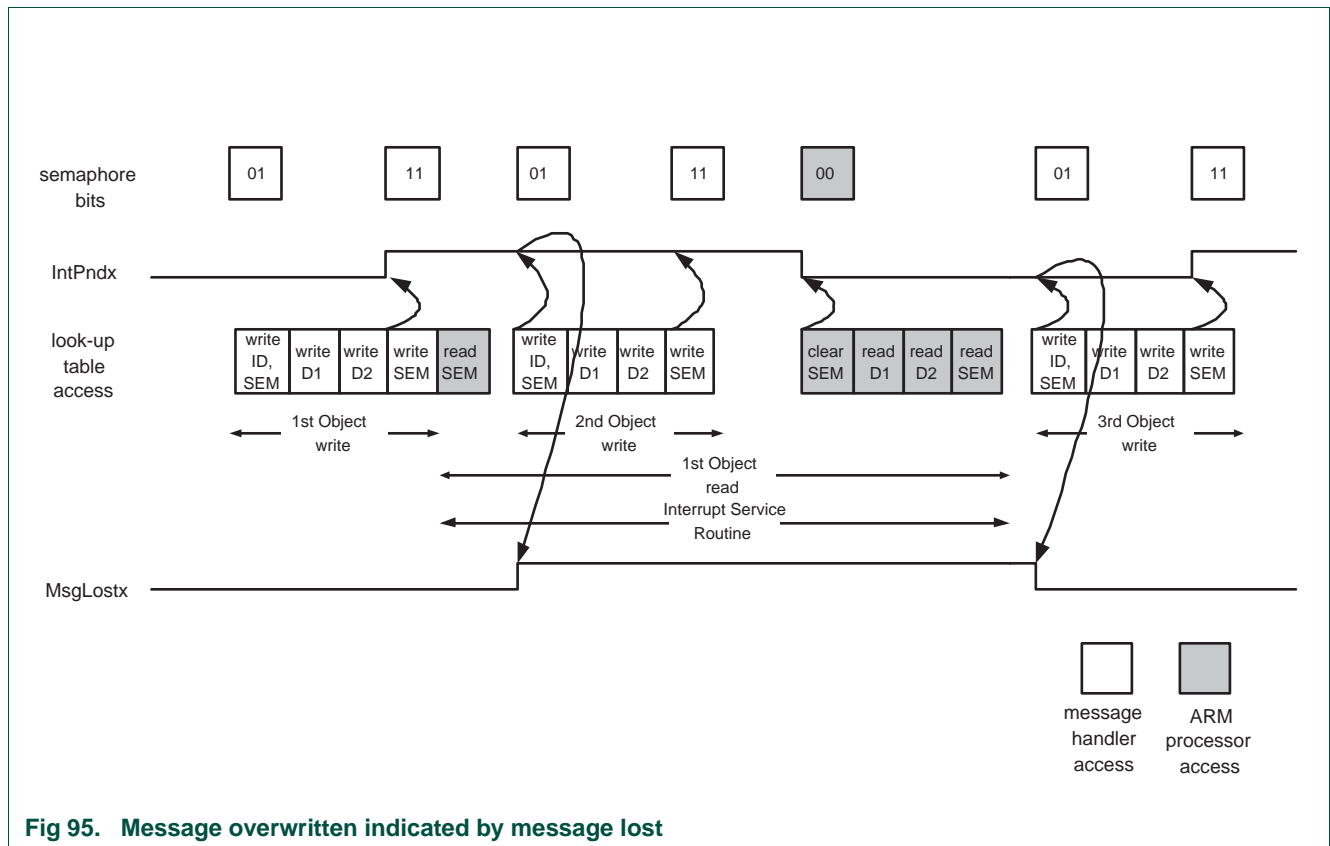 semaphore
bits
01
11
01
11
00
01
11
IntPndx
look-up
table
access
write
ID,
SEM
write
D1
write
D2
write
SEM
read
SEM
write
ID,
SEM
write
D1
write
D2
write
SEM
clear
SEM
read
D1
read
D2
read
SEM
write
ID,
SEM
write
D1
write
D2
write
SEM
1st Object
write
2nd Object
write
3rd Object
write
1st Object
read
Interrupt Service
Routine
MsgLostx
message
handler
access
ARM
processor
access
Fig 95. Message overwritten indicated by message lost